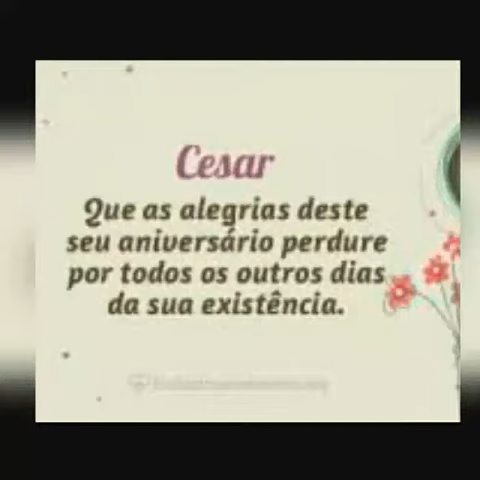 Cesar
Que as alegrias deste
seu aniversário perdure
por todos os outros dias
da sua existência.